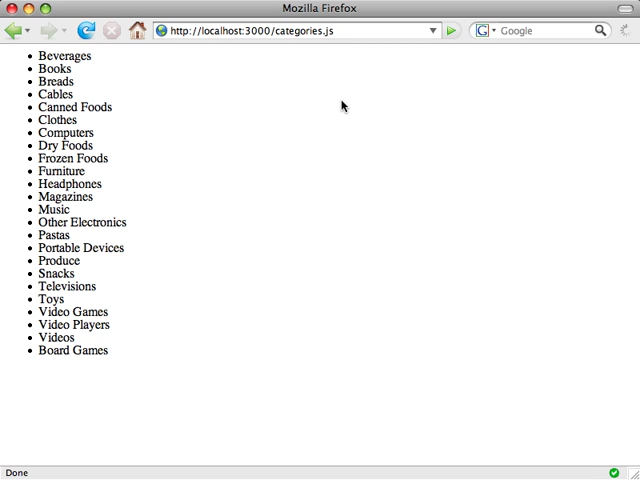 Mozilla Firefox
http://localhost:3000/categories.js
Google
Beverages
Books
Breads
Cables
Canned Foods
Clothes
Computers
Dry Foods
Frozen Foods
Furniture
Headphones
Magazines
Music
Other Electronics
Pastas
Portable Devices
Produce
Snacks
Televisions
Toys
Video Games
Video Players
Videos
Board Games
Done